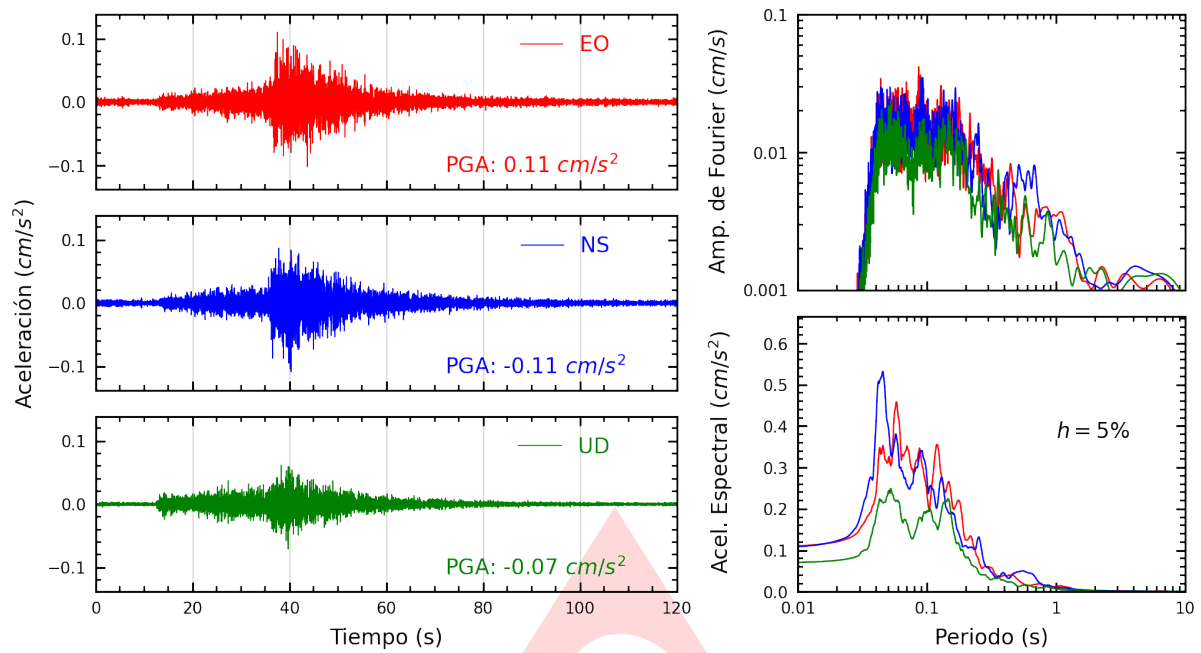 Aceleración (cm/s²)
0.1
0.0
−0.1
EO
PGA: 0.11 cm/s²
0.1
0.0
−0.1
NS
PGA: -0.11 cm/s²
0.1
0.0
−0.1
UD
PGA: -0.07 cm/s²
0 20 40 60 80 100 120
Tiempo (s)
Amp. de Fourier (cm/s)
0.1
0.01
0.001
Acel. Espectral (cm/s²)
0.6
0.5
0.4
0.3
0.2
0.1
0.0
h = 5%
0.01 0.1 1 10
Periodo (s)